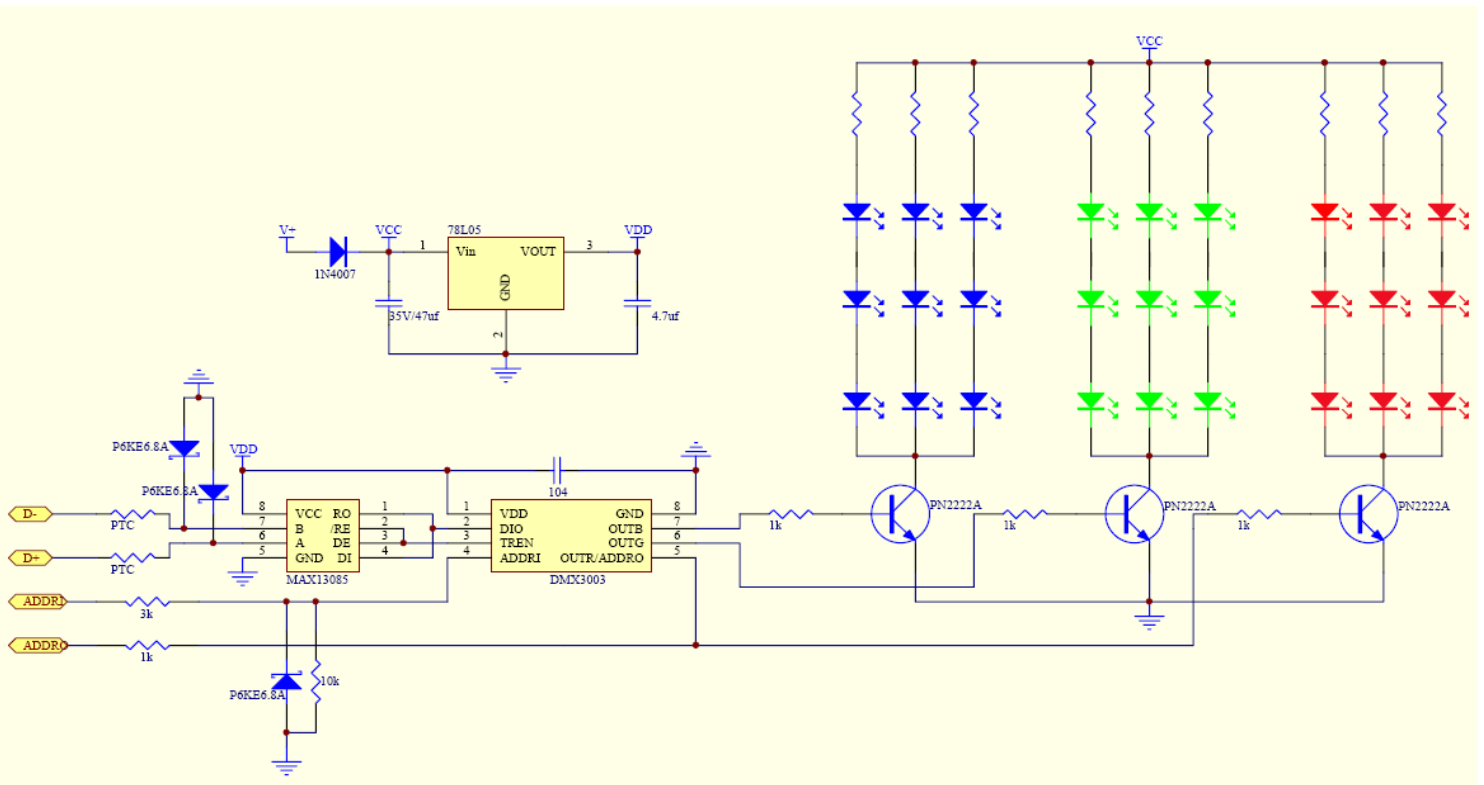 VCC
V+
VCC
78L05
VDD
1
Vin
VOUT
3
1N4007
GND
35V/47uf
4.7uf
2
P6KE6.8A
VDD
P6KE6.8A
104
D-
PTC
8
7
6
5
VCC RO
B /RE
A DE
GND DI
1
2
3
4
MAX13085
1
2
3
4
VDD GND
DIO OUTB
TREN OUTG
ADDRI OUTR/ADDRO
8
7
6
5
DMX3003
1k
PN2222A
1k
PN2222A
1k
PN2222A
D+
PTC
ADDRI
3k
ADDRO
1k
P6KE6.8A
10k